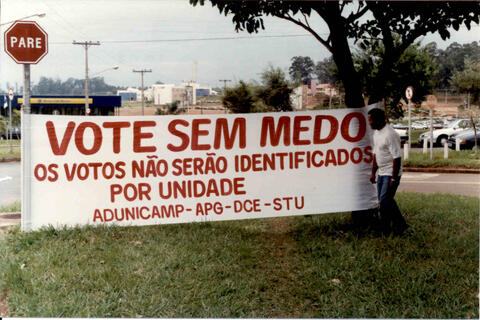 PARE
VOTE SEM MEDO
OS VOTOS NÃO SERÃO IDENTIFICADOS
POR UNIDADE
ADUNICAMP-APG-DCE-STU